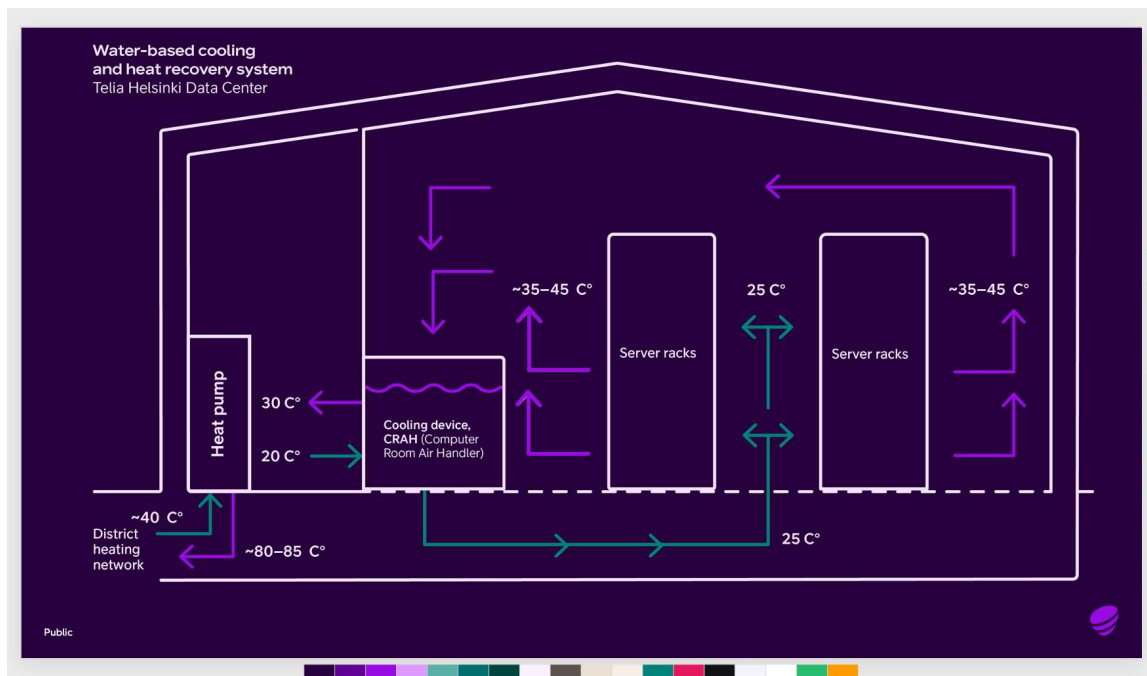 Water-based cooling
and heat recovery system
Telia Helsinki Data Center
~35–45 C°
25 C°
~35–45 C°
Server racks
Server racks
Heat pump
30 C°
20 C°
Cooling device,
CRAH (Computer
Room Air Handler)
~40 C°
District
heating
network
~80–85 C°
25 C°
Public